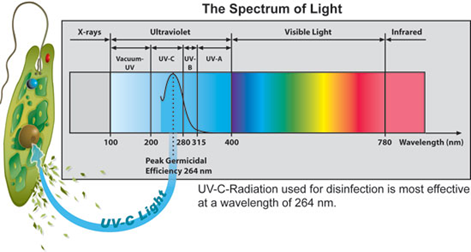 The Spectrum of Light
X-rays Ultraviolet Visible Light Infrared
Vacuum-
UV
UV-C
UV-
B
UV-A
100 200 280 315 400 780 Wavelength (nm)
Peak Germicidal
Efficiency 264 nm
UV-C Light
UV-C-Radiation used for disinfection is most effective
at a wavelength of 264 nm.